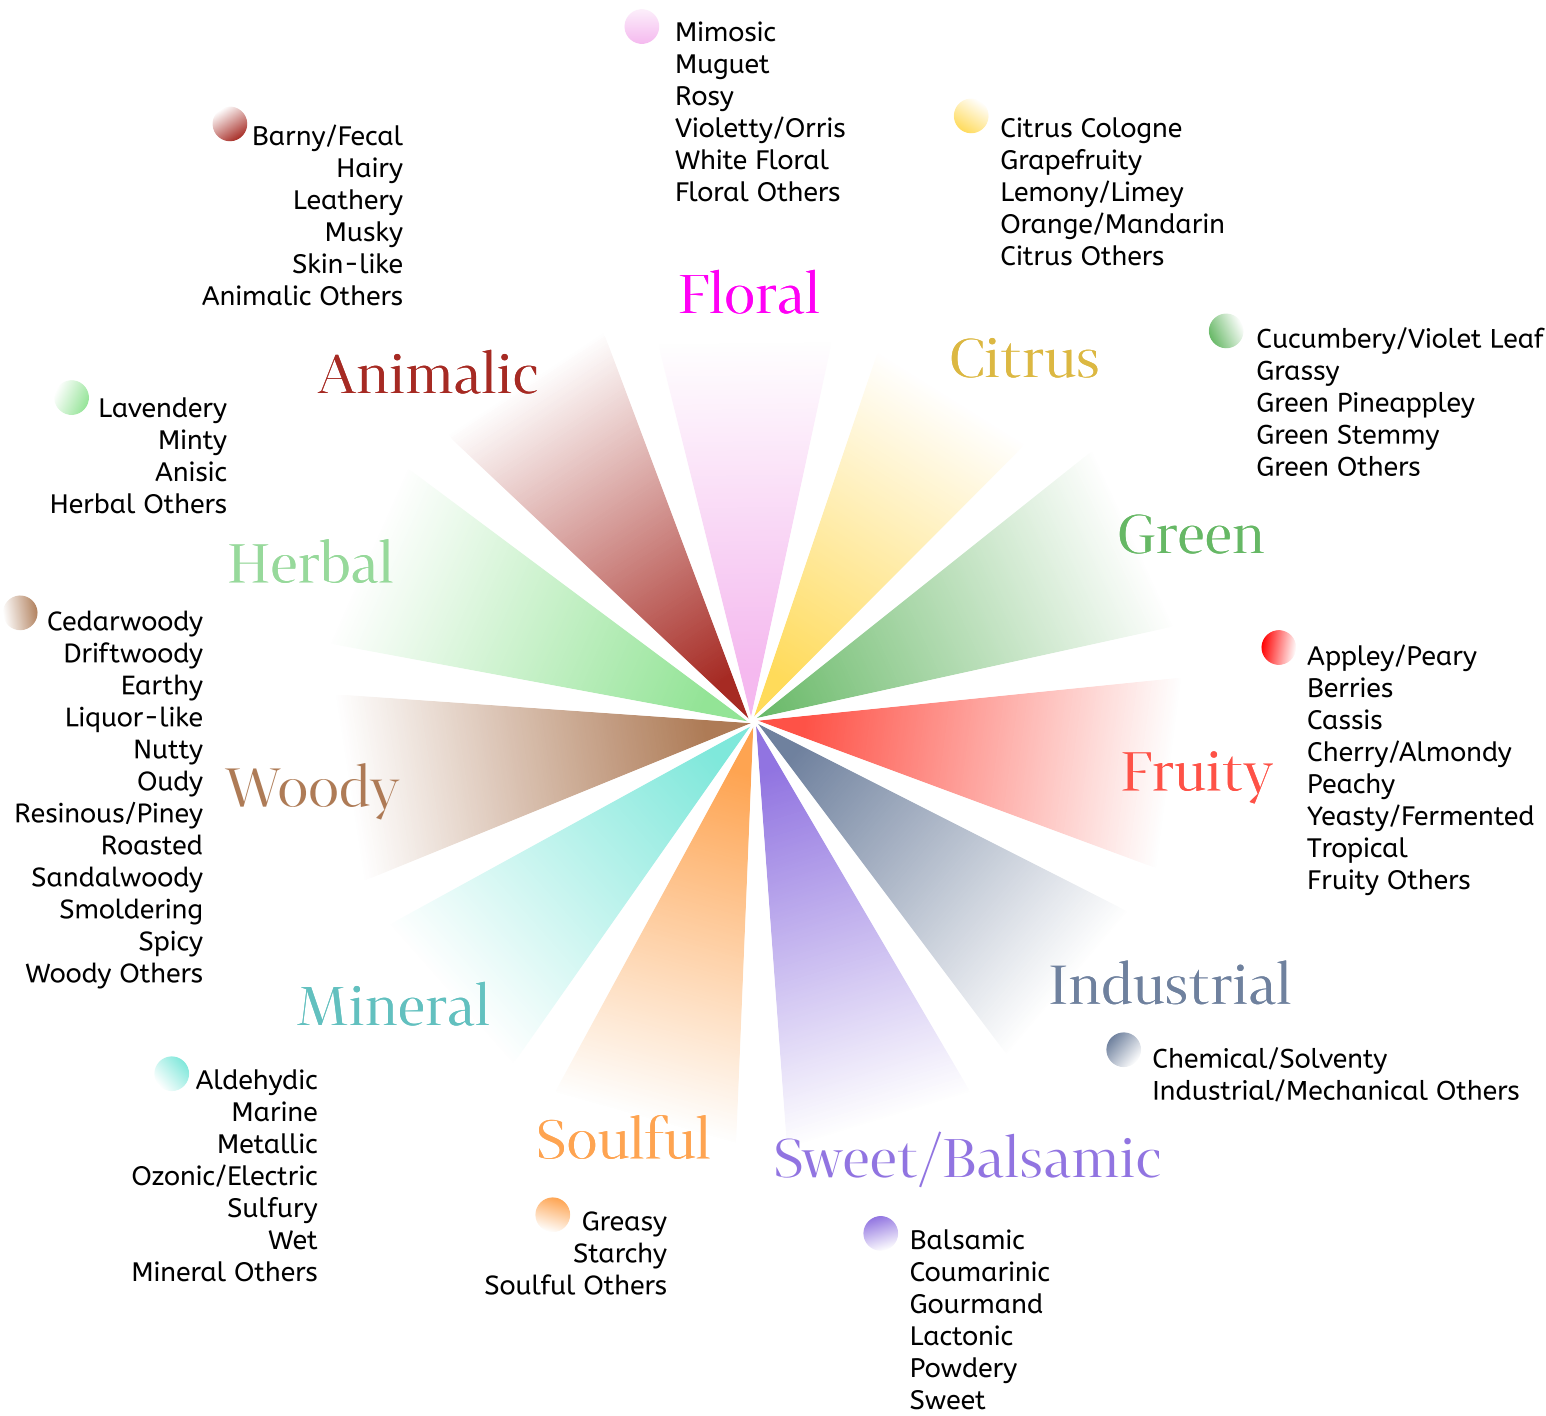 Mimosic
Muguet
Rosy
Violetty/Orris
White Floral
Floral Others
Floral
Citrus Cologne
Grapefruity
Lemony/Limey
Orange/Mandarin
Citrus Others
Citrus
Cucumbery/Violet Leaf
Grassy
Green Pineappley
Green Stemmy
Green Others
Green
Appley/Peary
Berries
Cassis
Cherry/Almondy
Peachy
Yeasty/Fermented
Tropical
Fruity Others
Fruity
Industrial
Chemical/Solventy
Industrial/Mechanical Others
Sweet/Balsamic
Balsamic
Coumarinic
Gourmand
Lactonic
Powdery
Sweet
Soulful
Greasy
Starchy
Soulful Others
Mineral
Aldehydic
Marine
Metallic
Ozonic/Electric
Sulfury
Wet
Mineral Others
Cedarwoody
Driftwoody
Earthy
Liquor-like
Nutty
Oudy
Resinous/Piney
Roasted
Sandalwoody
Smoldering
Spicy
Woody Others
Woody
Lavendery
Minty
Anisic
Herbal Others
Herbal
Barny/Fecal
Hairy
Leathery
Musky
Skin-like
Animalic Others
Animalic